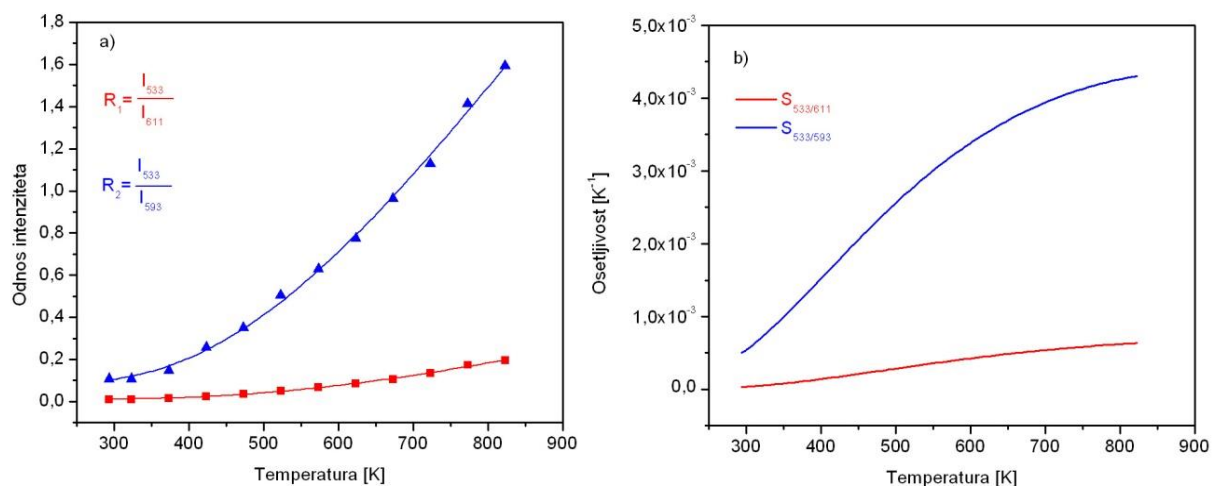 a)
R₁ = I₅₃₃ / I₆₁₁
R₂ = I₅₃₃ / I₅₉₃
Odnos intenziteta
1,8
1,6
1,4
1,2
1,0
0,8
0,6
0,4
0,2
0,0
300 400 500 600 700 800 900
Temperatura [K]
b)
S₅₃₃/₆₁₁
S₅₃₃/₅₉₃
Osetljivost [K⁻¹]
5,0x10⁻³
4,0x10⁻³
3,0x10⁻³
2,0x10⁻³
1,0x10⁻³
0,0
300 400 500 600 700 800 900
Temperatura [K]